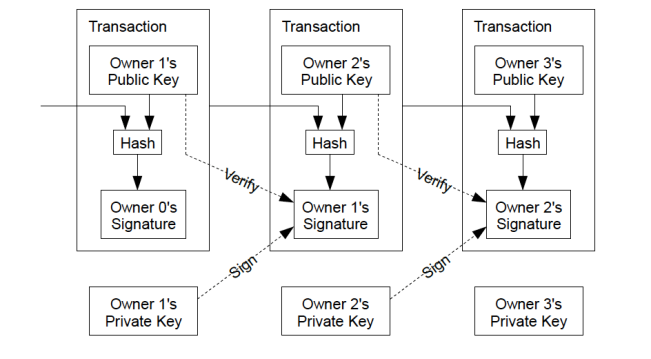 Transaction
Transaction
Transaction
Owner 1's
Public Key
Owner 2's
Public Key
Owner 3's
Public Key
Hash
Hash
Hash
Verify
Verify
Owner 0's
Signature
Owner 1's
Signature
Owner 2's
Signature
Sign
Sign
Owner 1's
Private Key
Owner 2's
Private Key
Owner 3's
Private Key